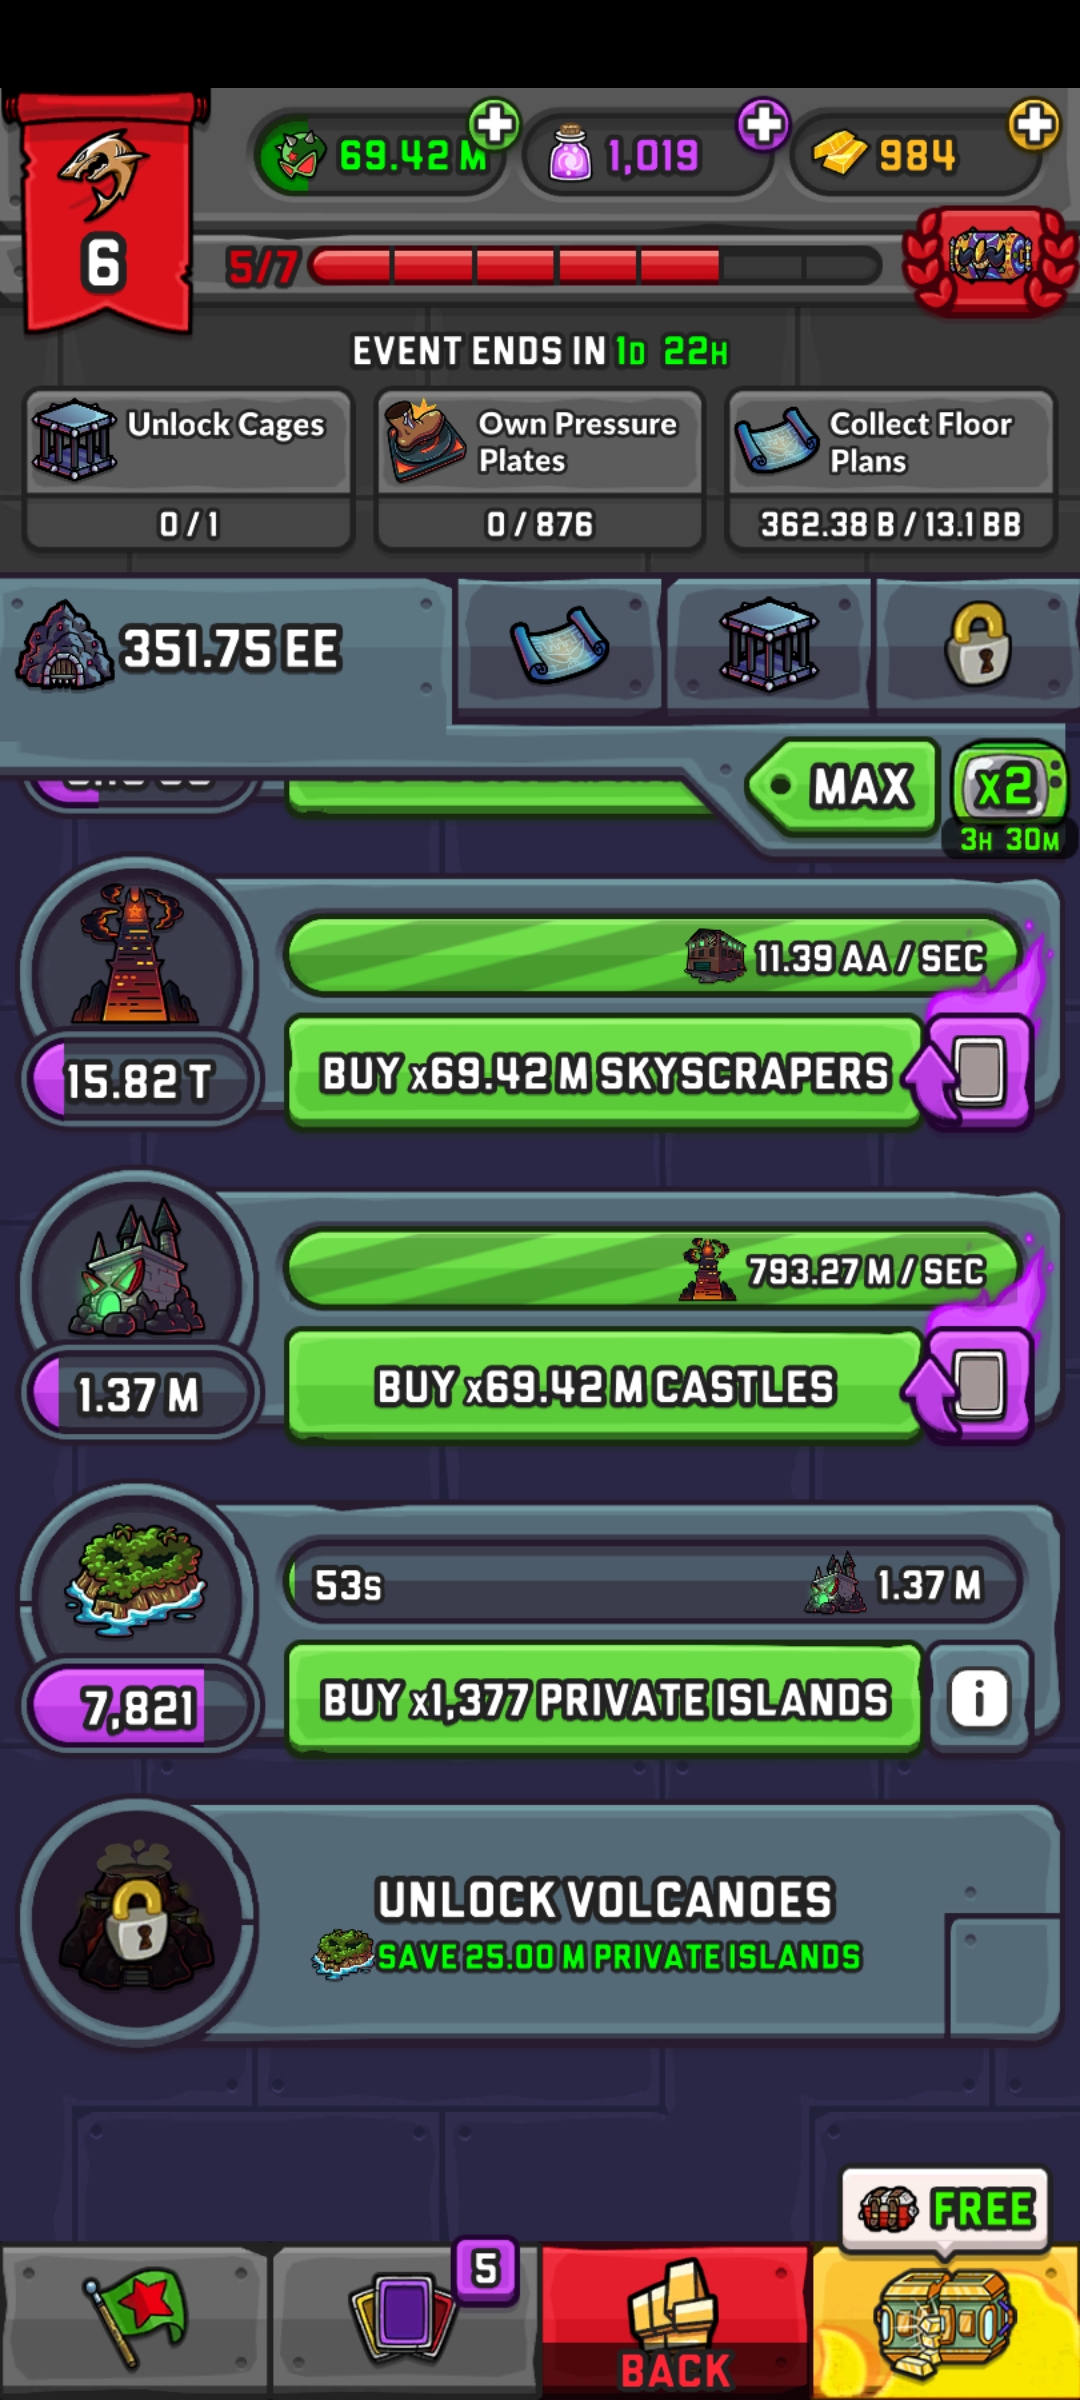 69.42 M
1,019
984
6
5/7
EVENT ENDS IN 1D 22H
Unlock Cages
0 / 1
Own Pressure
Plates
0 / 876
Collect Floor
Plans
362.38 B / 13.1 BB
351.75 EE
MAX
x2
3H 30M
11.39 AA / SEC
15.82 T
BUY x69.42 M SKYSCRAPERS
793.27 M / SEC
1.37 M
BUY x69.42 M CASTLES
53s
1.37 M
7,821
BUY x1,377 PRIVATE ISLANDS
i
UNLOCK VOLCANOES
SAVE 25.00 M PRIVATE ISLANDS
FREE
5
BACK